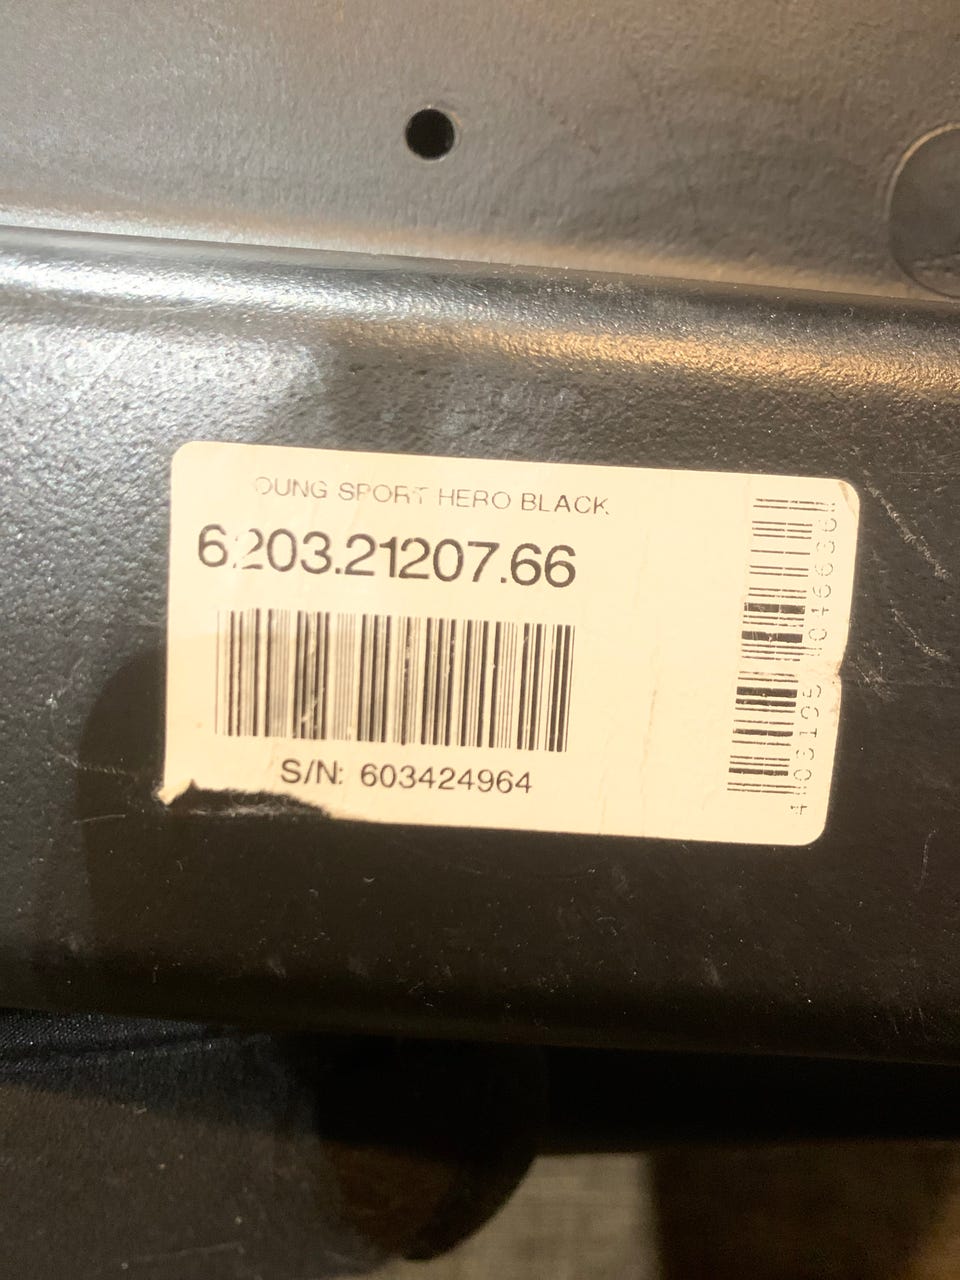 OUNG SPORT HERO BLACK
6203.21207.66
S/N: 603424964